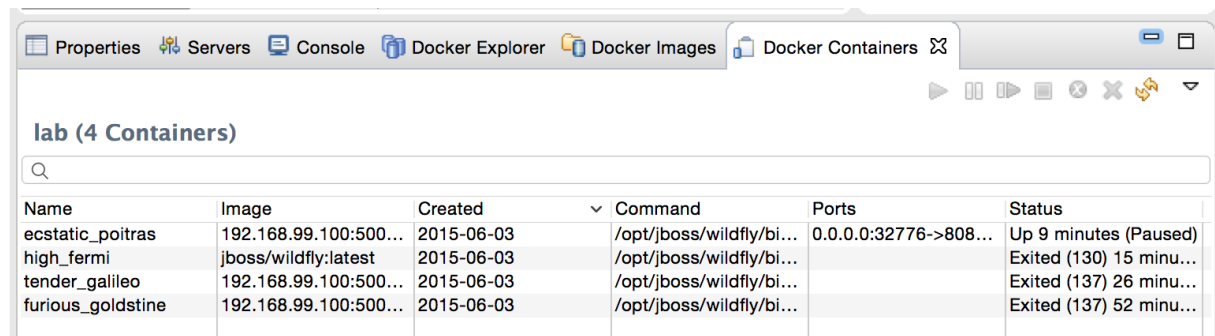 Properties Servers Console Docker Explorer Docker Images Docker Containers
lab (4 Containers)
Name Image Created Command Ports Status
ecstatic_poitras 192.168.99.100:500... 2015-06-03 /opt/jboss/wildfly/bi... 0.0.0.0:32776->808... Up 9 minutes (Paused)
high_fermi jboss/wildfly:latest 2015-06-03 /opt/jboss/wildfly/bi... Exited (130) 15 minu...
tender_galileo 192.168.99.100:500... 2015-06-03 /opt/jboss/wildfly/bi... Exited (137) 26 minu...
furious_goldstine 192.168.99.100:500... 2015-06-03 /opt/jboss/wildfly/bi... Exited (137) 52 minu...